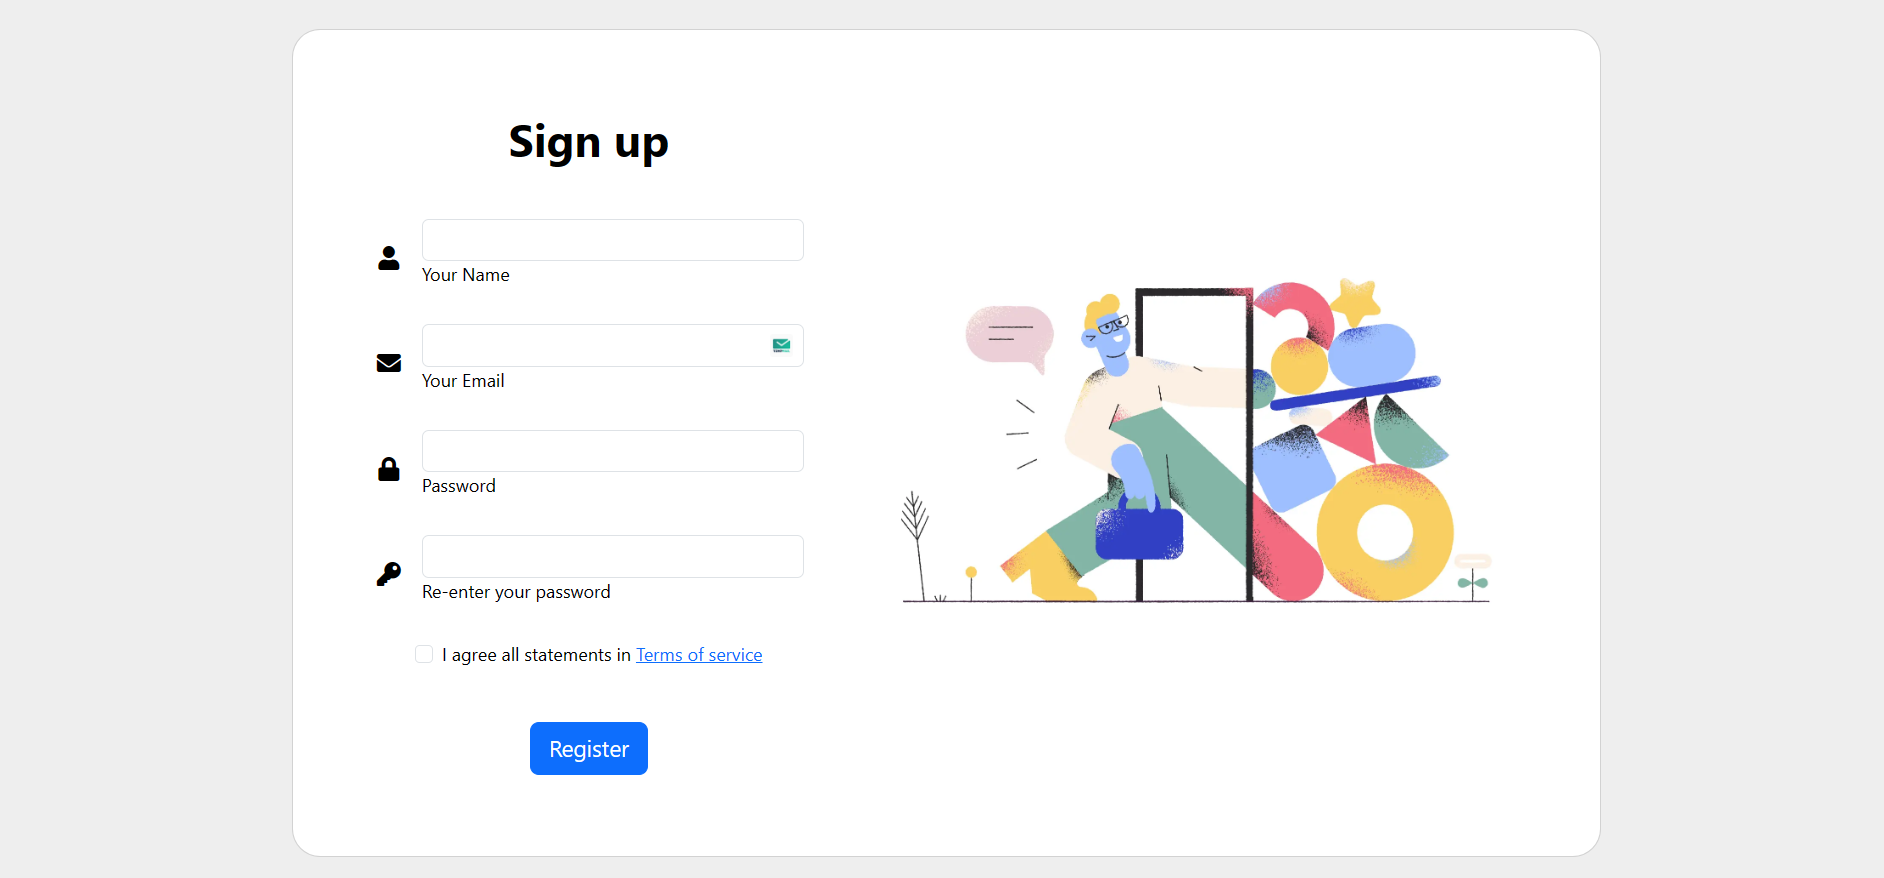 Sign up
Your Name
Your Email
Password
Re-enter your password
I agree all statements in Terms of service
Register